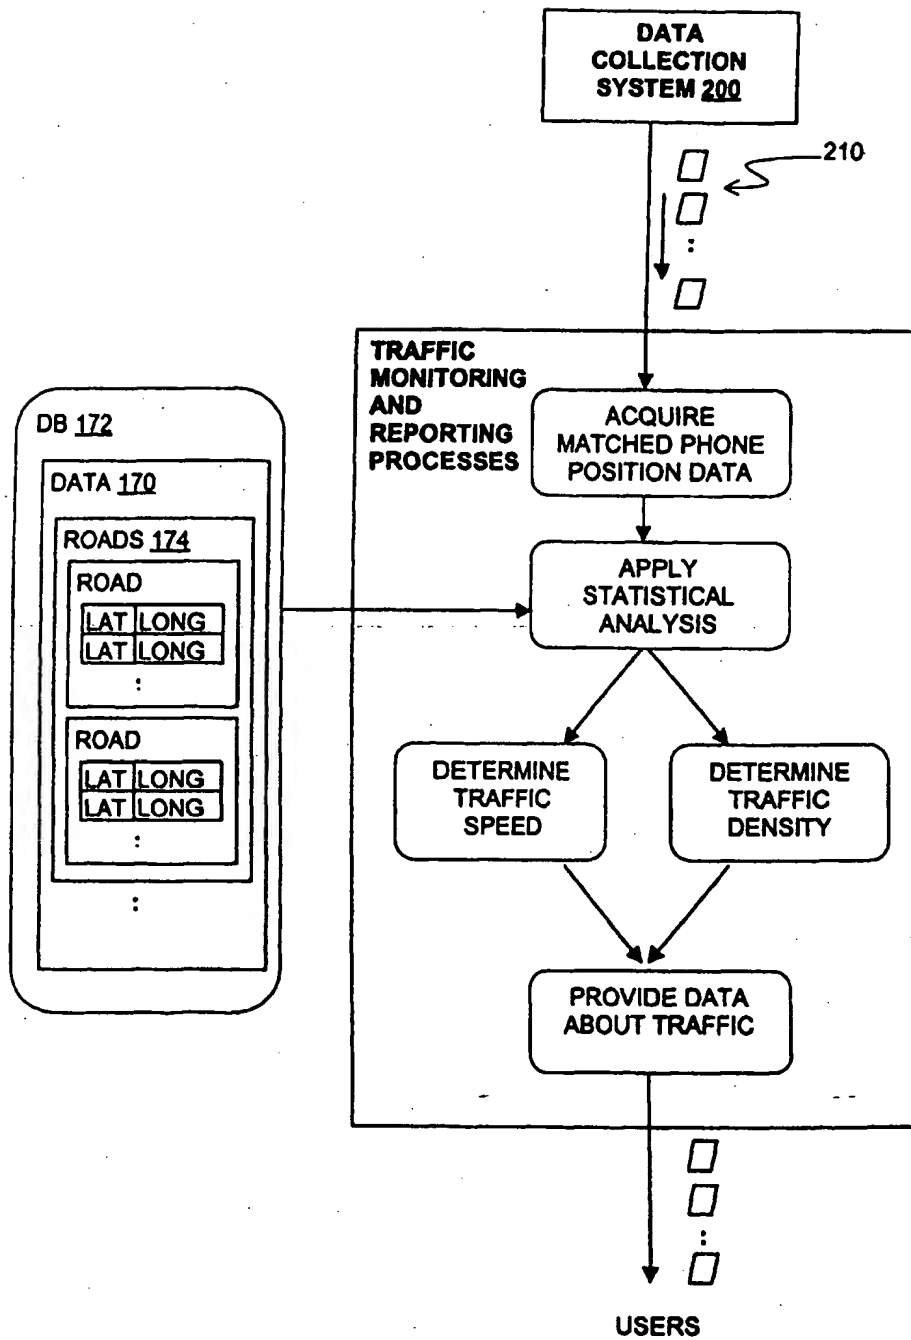 DATA
COLLECTION
SYSTEM 200
210
TRAFFIC
MONITORING
AND
REPORTING
PROCESSES
ACQUIRE
MATCHED PHONE
POSITION DATA
DB 172
DATA 170
ROADS 174
ROAD
LAT LONG
LAT LONG
:
ROAD
LAT LONG
LAT LONG
:
:
APPLY
STATISTICAL
ANALYSIS
DETERMINE
TRAFFIC
SPEED
DETERMINE
TRAFFIC
DENSITY
PROVIDE DATA
ABOUT TRAFFIC
USERS